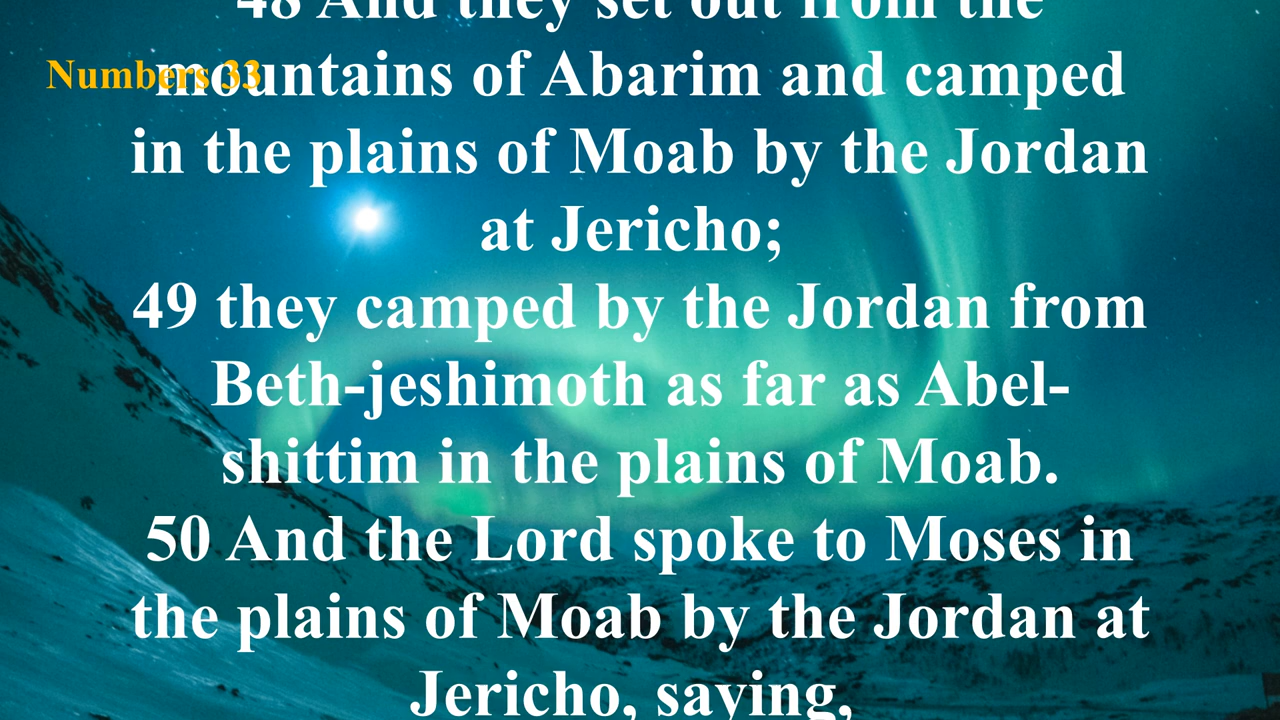 48 And they set out from the
Numbers 33
mountains of Abarim and camped
in the plains of Moab by the Jordan
at Jericho;
49 they camped by the Jordan from
Beth-jeshimoth as far as Abel-
shittim in the plains of Moab.
50 And the Lord spoke to Moses in
the plains of Moab by the Jordan at
Jericho, saying,